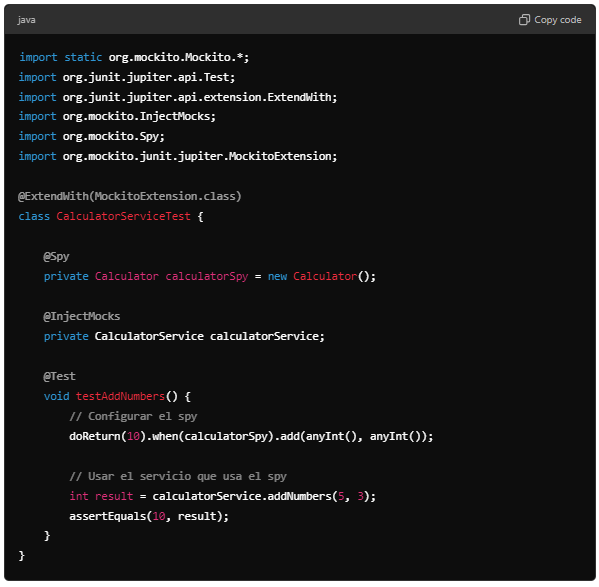 java
Copy code
import static org.mockito.Mockito.*;
import org.junit.jupiter.api.Test;
import org.junit.jupiter.api.extension.ExtendWith;
import org.mockito.InjectMocks;
import org.mockito.Spy;
import org.mockito.junit.jupiter.MockitoExtension;
@ExtendWith(MockitoExtension.class)
class CalculatorServiceTest {
@Spy
private Calculator calculatorSpy = new Calculator();
@InjectMocks
private CalculatorService calculatorService;
@Test
void testAddNumbers() {
// Configurar el spy
doReturn(10).when(calculatorSpy).add(anyInt(), anyInt());
// Usar el servicio que usa el spy
int result = calculatorService.addNumbers(5, 3);
assertEquals(10, result);
}
}